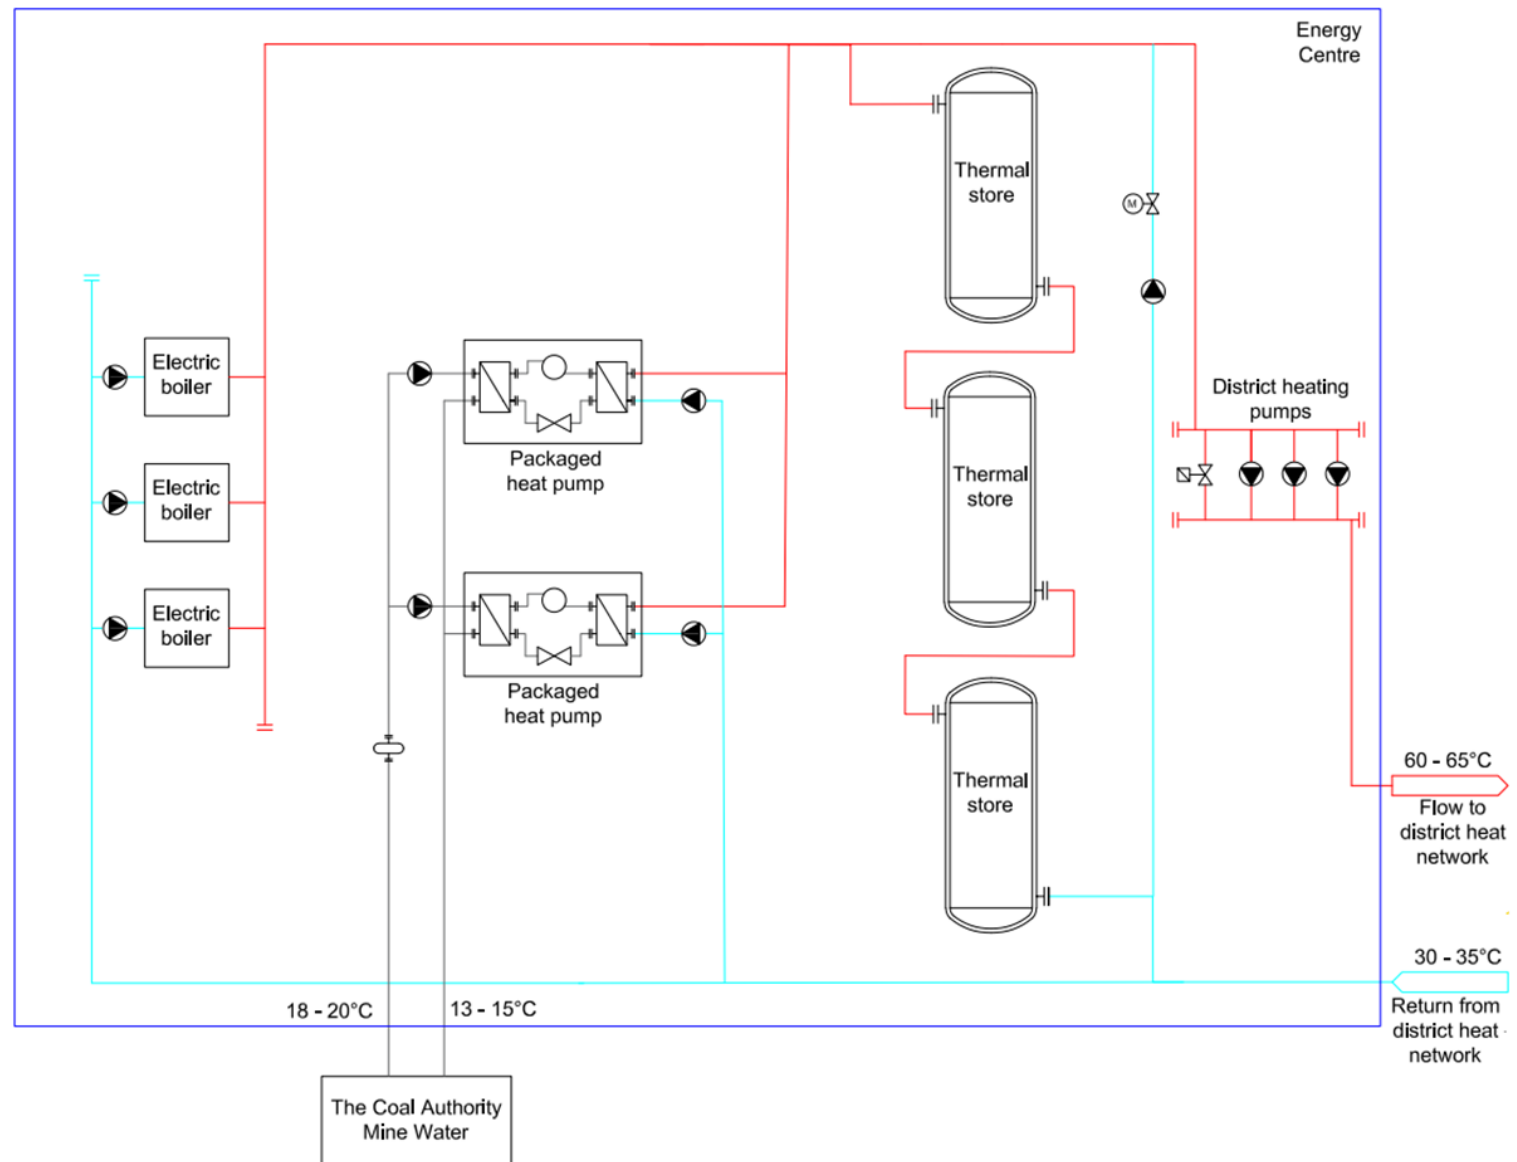 Energy
Centre
Thermal
store
M
Electric
boiler
Packaged
heat pump
District heating
pumps
Thermal
store
Electric
boiler
Electric
boiler
Packaged
heat pump
Thermal
store
60 - 65°C
Flow to
district heat
network
30 - 35°C
Return from
district heat
network
18 - 20°C
13 - 15°C
The Coal Authority
Mine Water